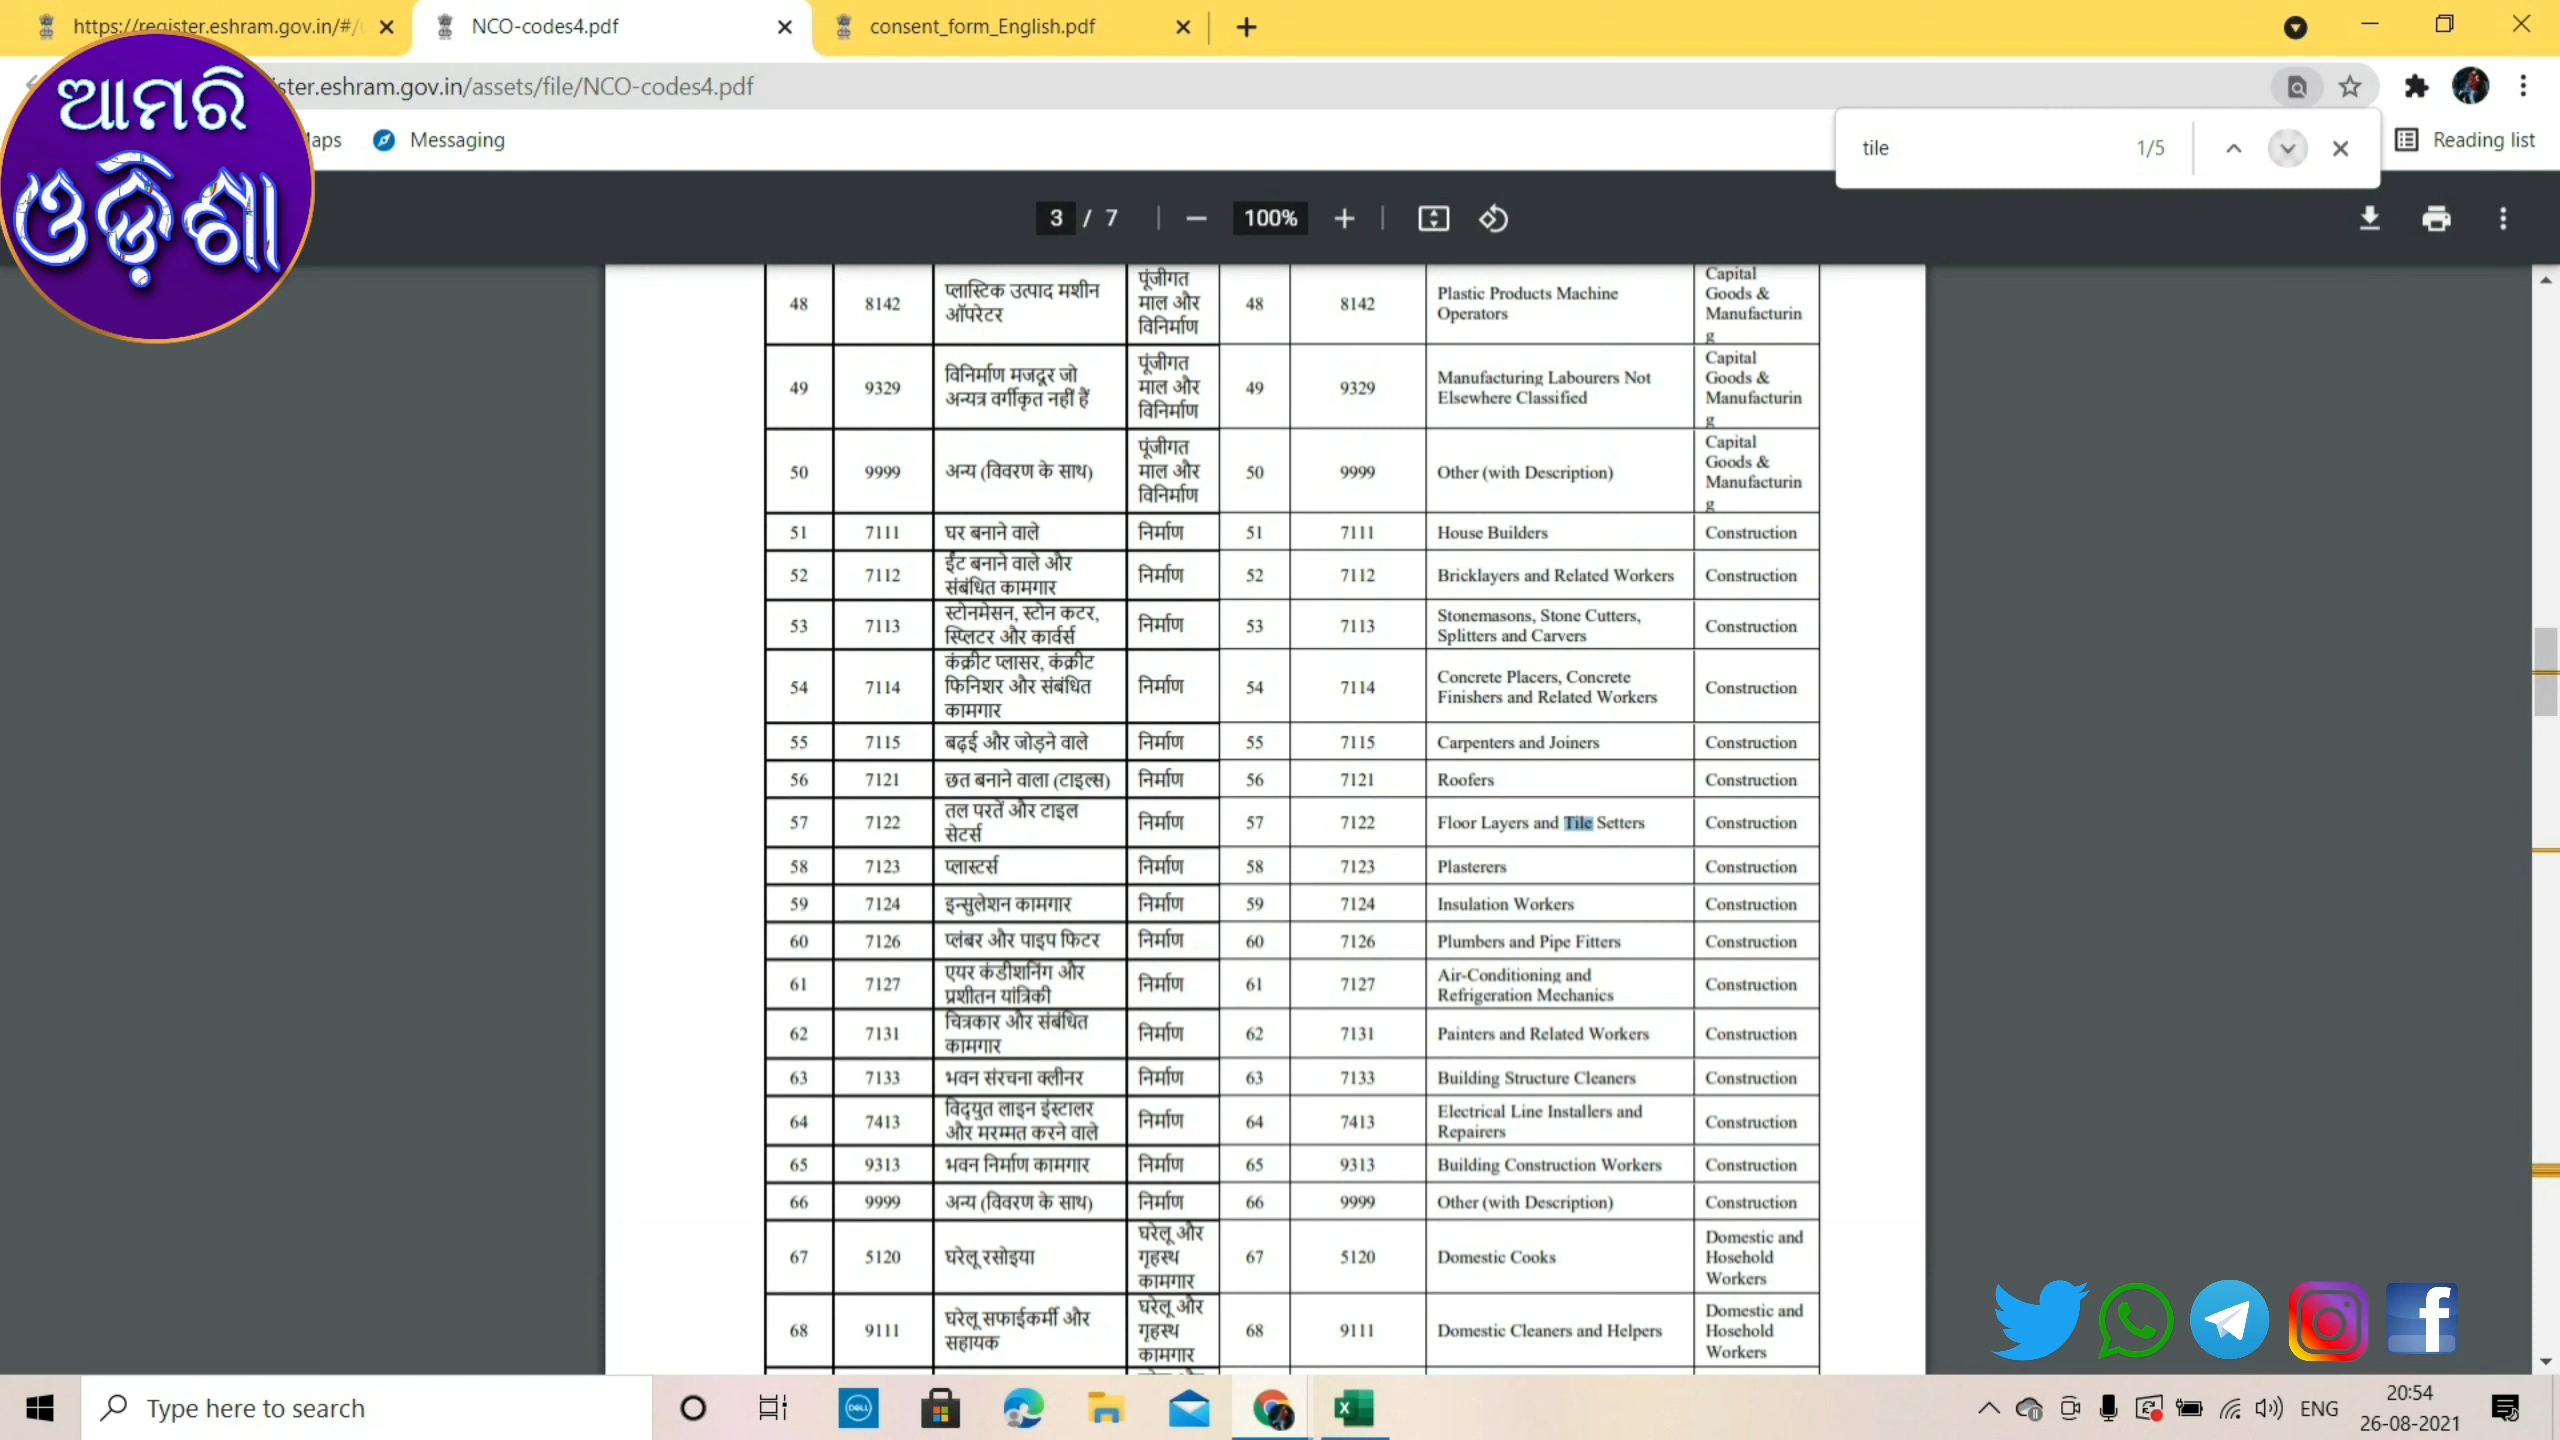 https://register.eshram.gov.in/#/
NCO-codes4.pdf
consent_form_English.pdf
ଆମରି
ଓଡ଼ିଶା
ster.eshram.gov.in/assets/file/NCO-codes4.pdf
aps
Messaging
tile 1/5
Reading list
3 / 7 100%
48 8142 प्लास्टिक उत्पाद मशीन ऑपरेटर पूंजीगत माल और विनिर्माण 48 8142 Plastic Products Machine Operators Capital Goods & Manufacturing
49 9329 विनिर्माण मजदूर जो अन्यत्र वर्गीकृत नहीं हैं पूंजीगत माल और विनिर्माण 49 9329 Manufacturing Labourers Not Elsewhere Classified Capital Goods & Manufacturing
50 9999 अन्य (विवरण के साथ) पूंजीगत माल और विनिर्माण 50 9999 Other (with Description) Capital Goods & Manufacturing
51 7111 घर बनाने वाले निर्माण 51 7111 House Builders Construction
52 7112 ईंट बनाने वाले और संबंधित कामगार निर्माण 52 7112 Bricklayers and Related Workers Construction
53 7113 स्टोनमेसन, स्टोन कटर, स्प्लिटर और कार्वर्स निर्माण 53 7113 Stonemasons, Stone Cutters, Splitters and Carvers Construction
54 7114 कंक्रीट प्लासर, कंक्रीट फिनिशर और संबंधित कामगार निर्माण 54 7114 Concrete Placers, Concrete Finishers and Related Workers Construction
55 7115 बढ़ई और जोड़ने वाले निर्माण 55 7115 Carpenters and Joiners Construction
56 7121 छत बनाने वाला (टाइल्स) निर्माण 56 7121 Roofers Construction
57 7122 तल परतें और टाइल सेटर्स निर्माण 57 7122 Floor Layers and Tile Setters Construction
58 7123 प्लास्टर्स निर्माण 58 7123 Plasterers Construction
59 7124 इन्सुलेशन कामगार निर्माण 59 7124 Insulation Workers Construction
60 7126 प्लंबर और पाइप फिटर निर्माण 60 7126 Plumbers and Pipe Fitters Construction
61 7127 एयर कंडीशनिंग और प्रशीतन यांत्रिकी निर्माण 61 7127 Air-Conditioning and Refrigeration Mechanics Construction
62 7131 चित्रकार और संबंधित कामगार निर्माण 62 7131 Painters and Related Workers Construction
63 7133 भवन संरचना क्लीनर निर्माण 63 7133 Building Structure Cleaners Construction
64 7413 विद्युत लाइन इंस्टालर और मरम्मत करने वाले निर्माण 64 7413 Electrical Line Installers and Repairers Construction
65 9313 भवन निर्माण कामगार निर्माण 65 9313 Building Construction Workers Construction
66 9999 अन्य (विवरण के साथ) निर्माण 66 9999 Other (with Description) Construction
67 5120 घरेलू रसोइया घरेलू और गृहस्थ कामगार 67 5120 Domestic Cooks Domestic and Hosehold Workers
68 9111 घरेलू सफाईकर्मी और सहायक घरेलू और गृहस्थ कामगार 68 9111 Domestic Cleaners and Helpers Domestic and Hosehold Workers
Type here to search
DELL
ENG
20:54
26-08-2021